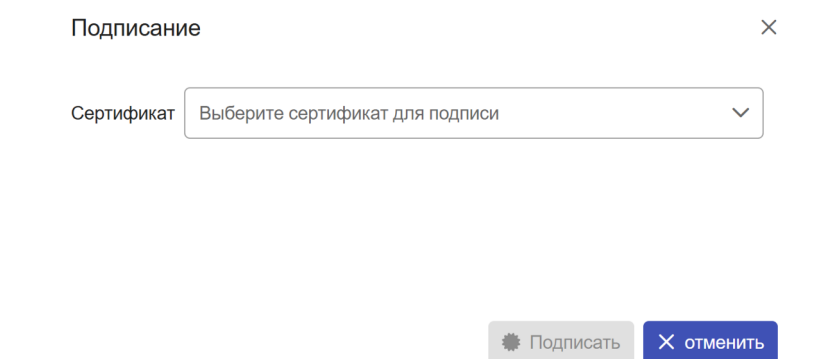 Подписание
Сертификат Выберите сертификат для подписи
Подписать отменить